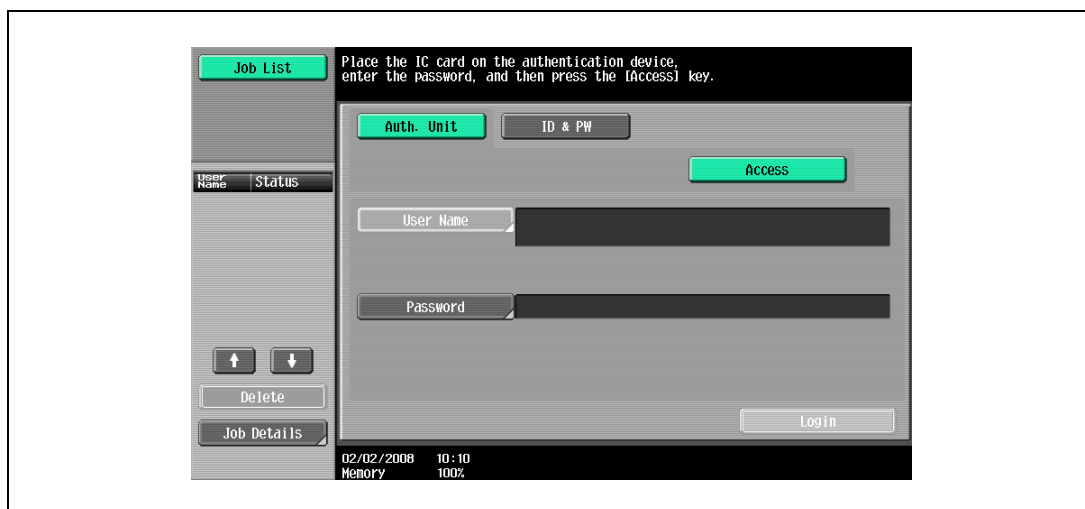 Job List
Place the IC card on the authentication device,
enter the password, and then press the [Access] key.
Auth. Unit
ID & PW
Access
User Name
Status
User Name
Password
Delete
Job Details
Login
02/02/2008 10:10
Memory 100%